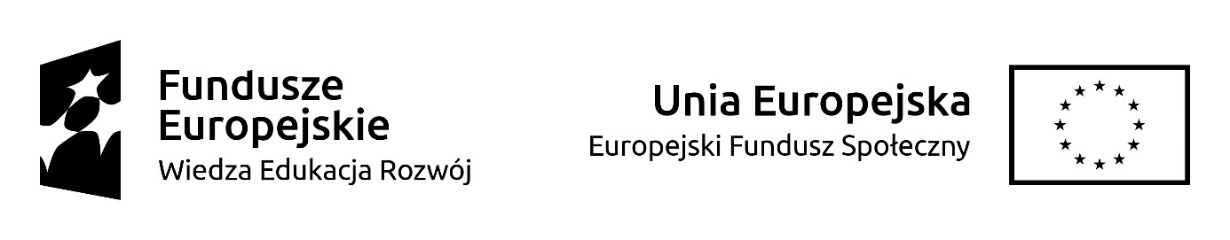 Fundusze
Europejskie
Wiedza Edukacja Rozwój
Unia Europejska
Europejski Fundusz Społeczny